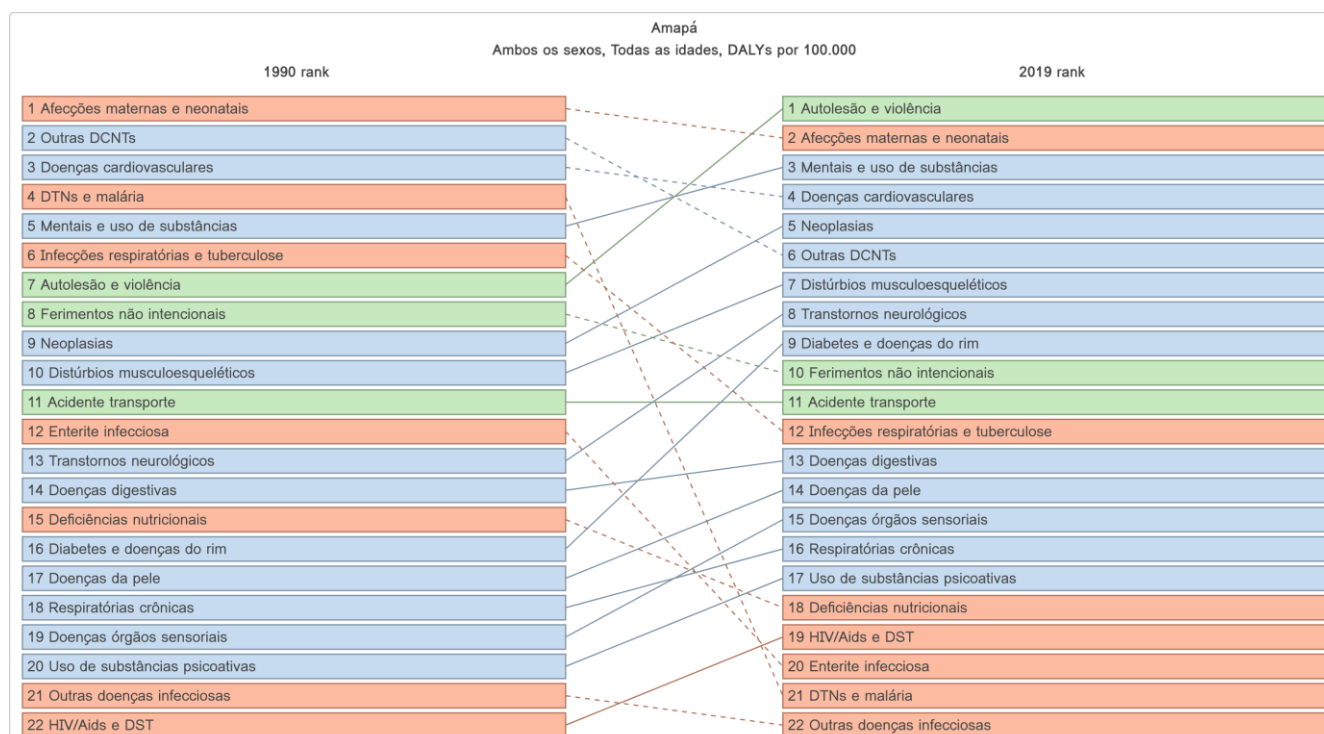 Amapá
Ambos os sexos, Todas as idades, DALYs por 100.000
1990 rank
2019 rank
1 Afecções maternas e neonatais
2 Outras DCNTs
3 Doenças cardiovasculares
4 DTNs e malária
5 Mentais e uso de substâncias
6 Infecções respiratórias e tuberculose
7 Autolesão e violência
8 Ferimentos não intencionais
9 Neoplasias
10 Distúrbios musculoesqueléticos
11 Acidente transporte
12 Enterite infecciosa
13 Transtornos neurológicos
14 Doenças digestivas
15 Deficiências nutricionais
16 Diabetes e doenças do rim
17 Doenças da pele
18 Respiratórias crônicas
19 Doenças órgãos sensoriais
20 Uso de substâncias psicoativas
21 Outras doenças infecciosas
22 HIV/Aids e DST
1 Autolesão e violência
2 Afecções maternas e neonatais
3 Mentais e uso de substâncias
4 Doenças cardiovasculares
5 Neoplasias
6 Outras DCNTs
7 Distúrbios musculoesqueléticos
8 Transtornos neurológicos
9 Diabetes e doenças do rim
10 Ferimentos não intencionais
11 Acidente transporte
12 Infecções respiratórias e tuberculose
13 Doenças digestivas
14 Doenças da pele
15 Doenças órgãos sensoriais
16 Respiratórias crônicas
17 Uso de substâncias psicoativas
18 Deficiências nutricionais
19 HIV/Aids e DST
20 Enterite infecciosa
21 DTNs e malária
22 Outras doenças infecciosas